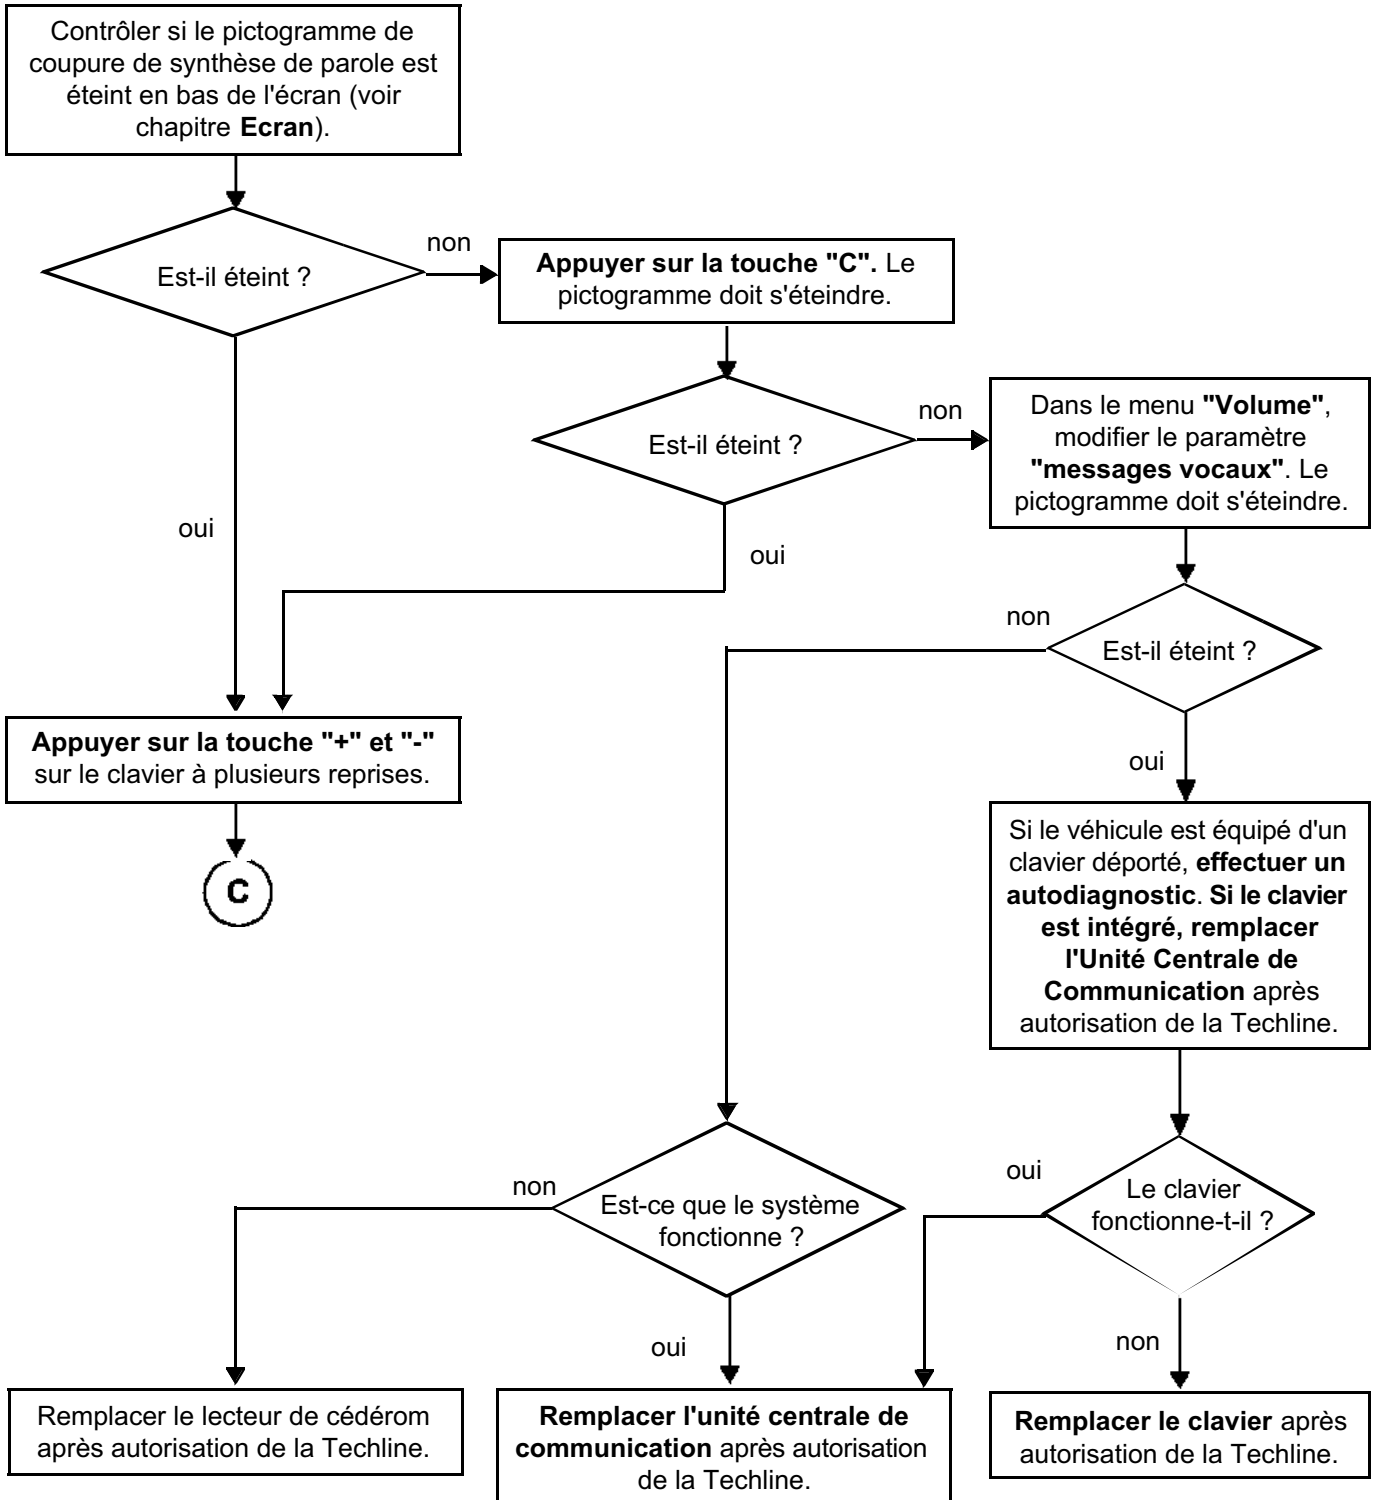 Contrôler si le pictogramme de
coupure de synthèse de parole est
éteint en bas de l'écran (voir
chapitre Ecran).
Est-il éteint ?
non
Appuyer sur la touche "C". Le
pictogramme doit s'éteindre.
Est-il éteint ?
non
Dans le menu "Volume",
modifier le paramètre
"messages vocaux". Le
pictogramme doit s'éteindre.
oui
oui
non
Est-il éteint ?
Appuyer sur la touche "+" et "-"
sur le clavier à plusieurs reprises.
C
oui
Si le véhicule est équipé d'un
clavier déporté, effectuer un
autodiagnostic. Si le clavier
est intégré, remplacer
l'Unité Centrale de
Communication après
autorisation de la Techline.
non
Est-ce que le système
fonctionne ?
oui
Le clavier
fonctionne-t-il ?
oui
non
Remplacer le lecteur de cédérom
après autorisation de la Techline.
Remplacer l'unité centrale de
communication après autorisation
de la Techline.
Remplacer le clavier après
autorisation de la Techline.